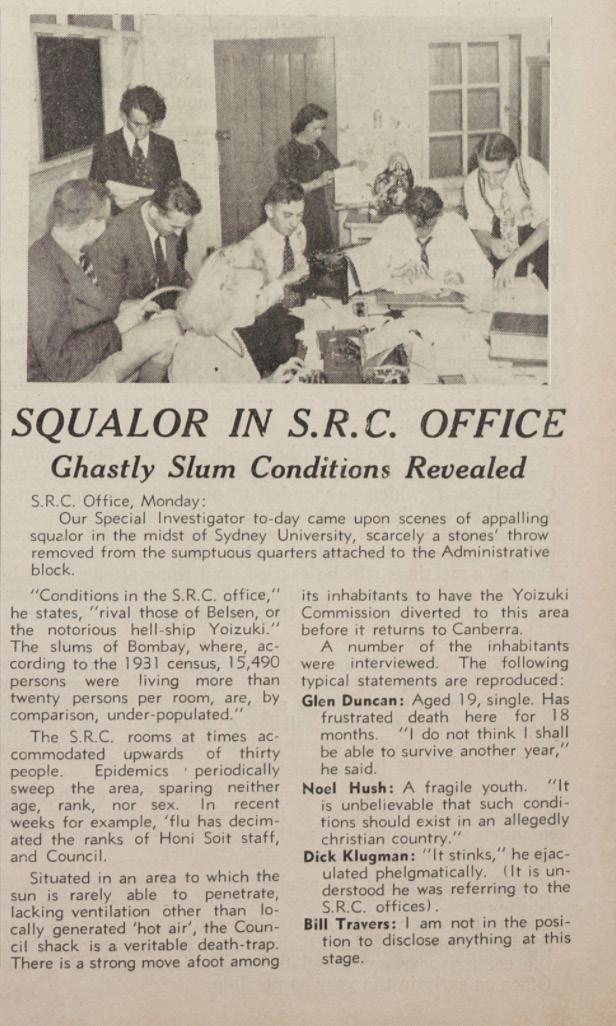 SQUALOR IN S.R.C. OFFICE
Ghastly Slum Conditions Revealed
S.R.C. Office, Monday:
Our Special Investigator to-day came upon scenes of appalling
squalor in the midst of Sydney University, scarcely a stones' throw
removed from the sumptuous quarters attached to the Administrative
block.
"Conditions in the S.R.C. office,"
he states, "rival those of Belsen, or
the notorious hell-ship Yoizuki."
The slums of Bombay, where, ac-
cording to the 1931 census, 15,490
persons were living more than
twenty persons per room, are, by
comparison, under-populated."
The S.R.C. rooms at times ac-
commodated upwards of thirty
people. Epidemics periodically
sweep the area, sparing neither
age, rank, nor sex. In recent
weeks for example, 'flu has decim-
ated the ranks of Honi Soit staff,
and Council.
Situated in an area to which the
sun is rarely able to penetrate,
lacking ventilation other than lo-
cally generated 'hot air', the Coun-
cil shack is a veritable death-trap.
There is a strong move afoot among
its inhabitants to have the Yoizuki
Commission diverted to this area
before it returns to Canberra.
A number of the inhabitants
were interviewed. The following
typical statements are reproduced:
Glen Duncan: Aged 19, single. Has
frustrated death here for 18
months. "I do not think I shall
be able to survive another year,"
he said.
Noel Hush: A fragile youth. "It
is unbelievable that such condi-
tions should exist in an allegedly
christian country."
Dick Klugman: "It stinks," he ejac-
ulated phelgmatically. (It is un-
derstood he was referring to the
S.R.C. offices).
Bill Travers: I am not in the posi-
tion to disclose anything at this
stage.